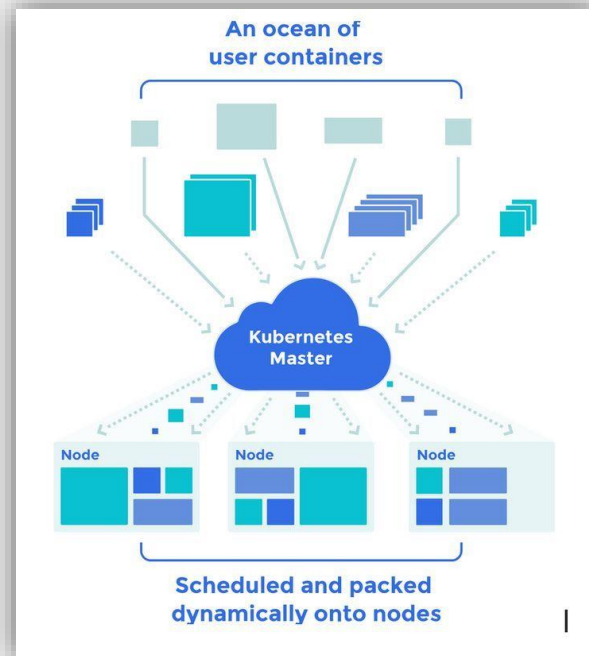 An ocean of
user containers
Kubernetes
Master
Node
Node
Node
Scheduled and packed
dynamically onto nodes